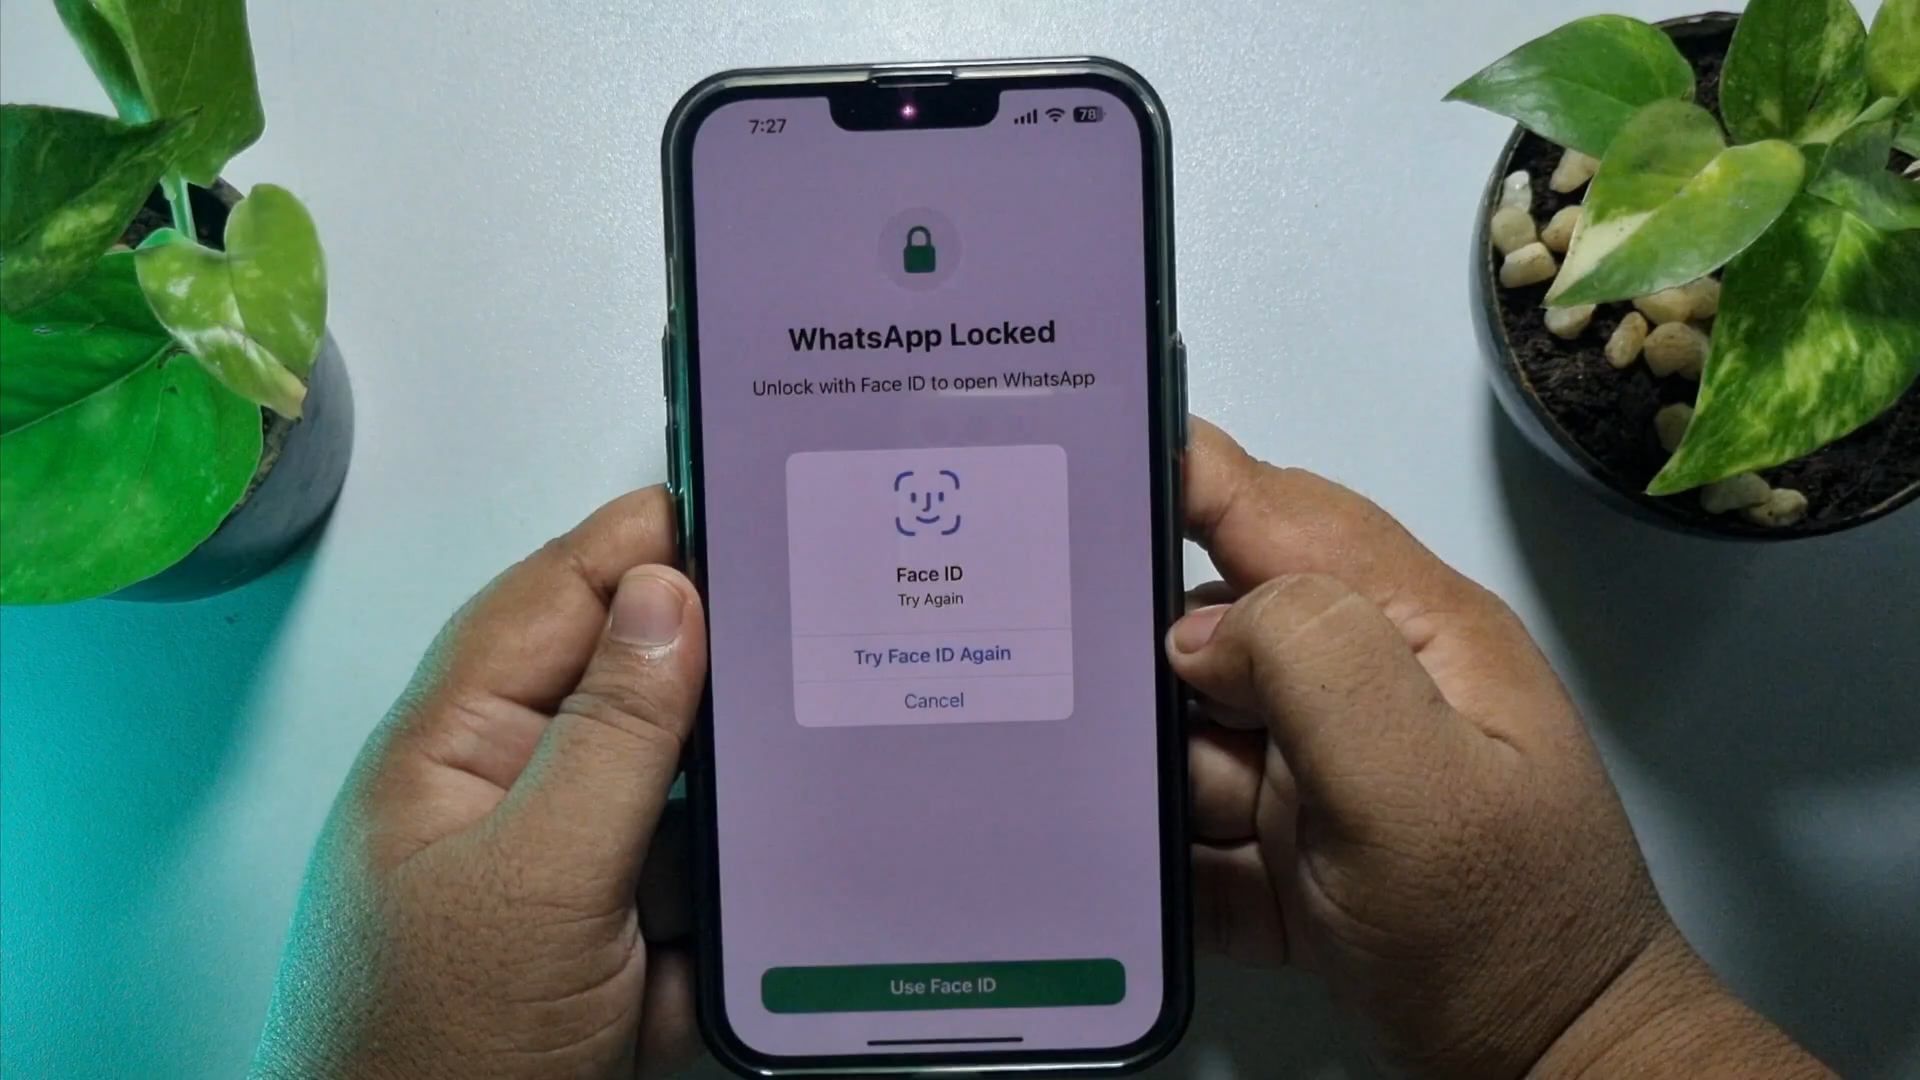 7:27
78
WhatsApp Locked
Unlock with Face ID to open WhatsApp
Face ID
Try Again
Try Face ID Again
Cancel
Use Face ID